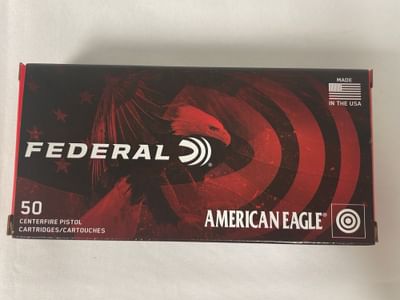 MADE
IN THE USA
FEDERAL
50
CENTERFIRE PISTOL
CARTRIDGES/CARTOUCHES
AMERICAN EAGLE®